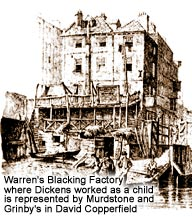 Warren's Blacking Factory
where Dickens worked as a child
is represented by Murdstone and
Grinby's in David Copperfield